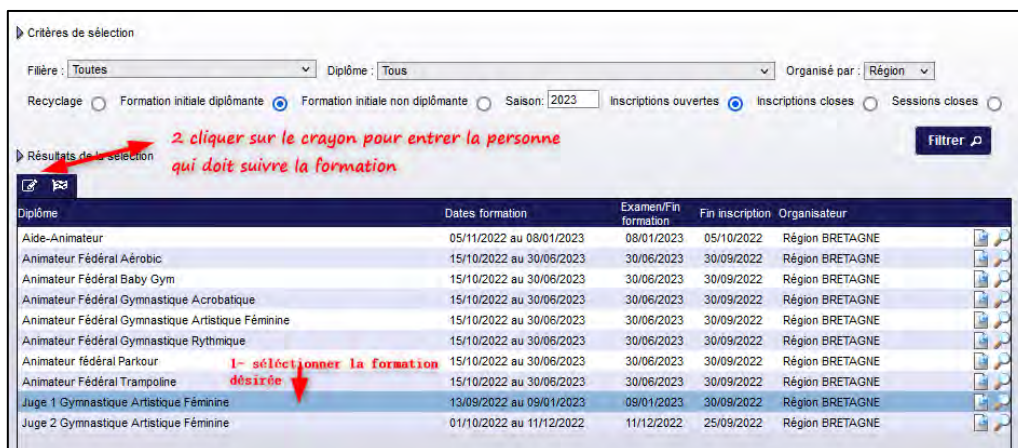 Critères de sélection
Filière : Toutes Diplôme : Tous Organisé par : Région
Recyclage Formation initiale diplômante Formation initiale non diplômante Saison: 2023 Inscriptions ouvertes Inscriptions closes Sessions closes
2 cliquer sur le crayon pour entrer la personne
qui doit suivre la formation
Filtrer
Résultats de la sélection
Diplôme Dates formation Examen/Fin formation Fin inscription Organisateur
Aide-Animateur 05/11/2022 au 08/01/2023 08/01/2023 05/10/2022 Région BRETAGNE
Animateur Fédéral Aérobic 15/10/2022 au 30/06/2023 30/06/2023 30/09/2022 Région BRETAGNE
Animateur Fédéral Baby Gym 15/10/2022 au 30/06/2023 30/06/2023 30/09/2022 Région BRETAGNE
Animateur Fédéral Gymnastique Acrobatique 15/10/2022 au 30/06/2023 30/06/2023 30/09/2022 Région BRETAGNE
Animateur Fédéral Gymnastique Artistique Féminine 15/10/2022 au 30/06/2023 30/06/2023 30/09/2022 Région BRETAGNE
Animateur Fédéral Gymnastique Rythmique 15/10/2022 au 30/06/2023 30/06/2023 30/09/2022 Région BRETAGNE
Animateur fédéral Parkour 15/10/2022 au 30/06/2023 30/06/2023 30/09/2022 Région BRETAGNE
1- séléctionner la formation
désirée
Animateur Fédéral Trampoline 15/10/2022 au 30/06/2023 30/06/2023 30/09/2022 Région BRETAGNE
Juge 1 Gymnastique Artistique Féminine 13/09/2022 au 09/01/2023 09/01/2023 30/09/2022 Région BRETAGNE
Juge 2 Gymnastique Artistique Féminine 01/10/2022 au 11/12/2022 11/12/2022 25/09/2022 Région BRETAGNE